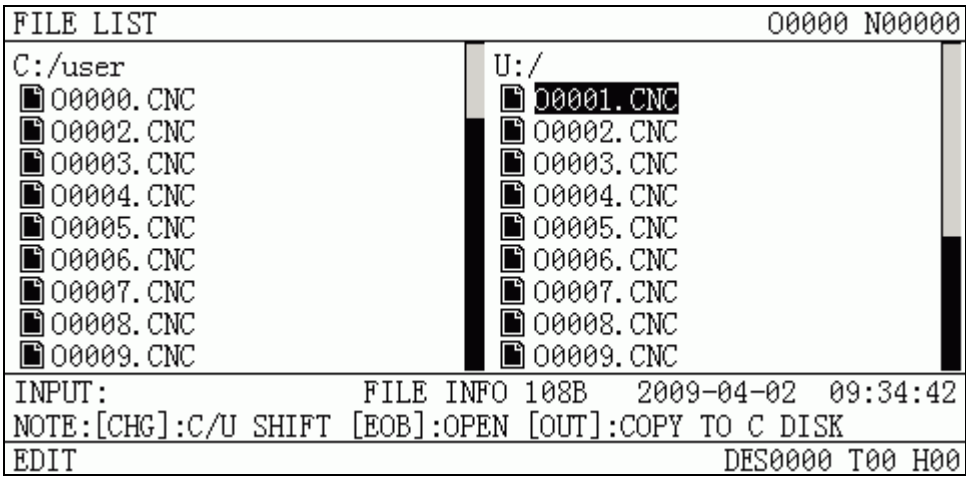 FILE LIST O0000 N00000
C:/user U:/
O0000.CNC O0001.CNC
O0002.CNC O0002.CNC
O0003.CNC O0003.CNC
O0004.CNC O0004.CNC
O0005.CNC O0005.CNC
O0006.CNC O0006.CNC
O0007.CNC O0007.CNC
O0008.CNC O0008.CNC
O0009.CNC O0009.CNC
INPUT: FILE INFO 108B 2009-04-02 09:34:42
NOTE:[CHG]:C/U SHIFT [EOB]:OPEN [OUT]:COPY TO C DISK
EDIT DES0000 T00 H00